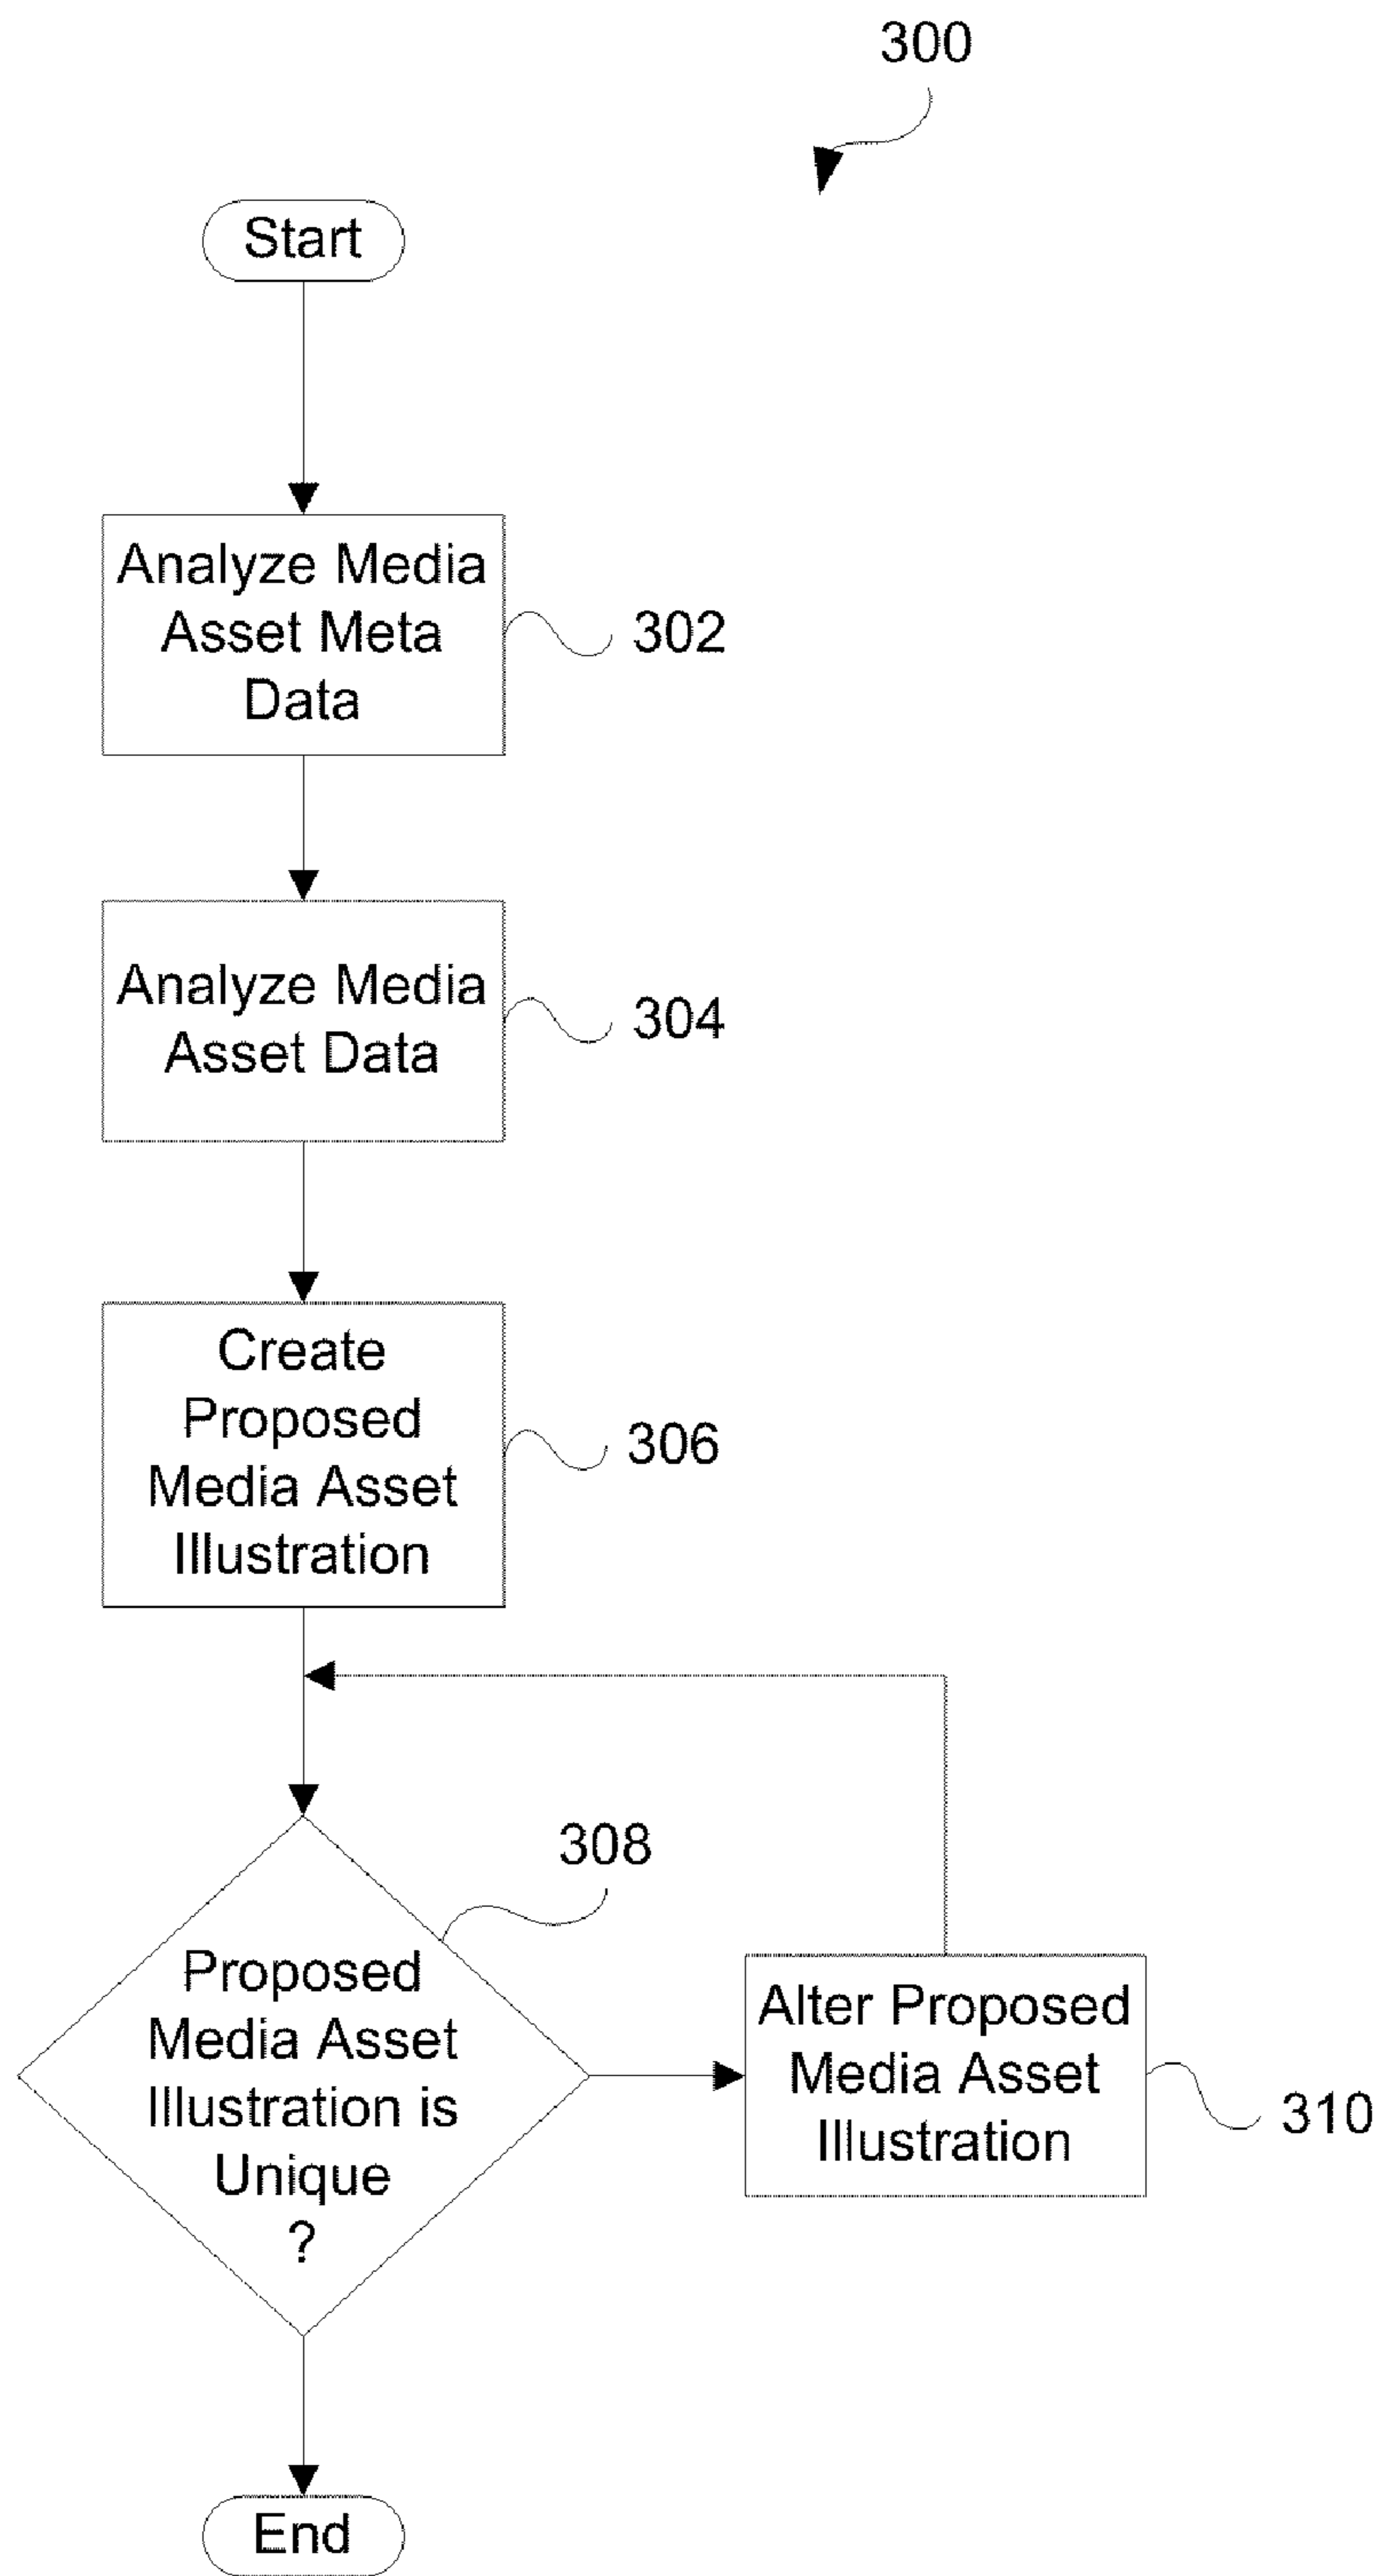 300
Start
Analyze Media
Asset Meta
Data
302
Analyze Media
Asset Data
304
Create
Proposed
Media Asset
Illustration
306
308
Proposed
Media Asset
Illustration is
Unique
?
Alter Proposed
Media Asset
Illustration
310
End